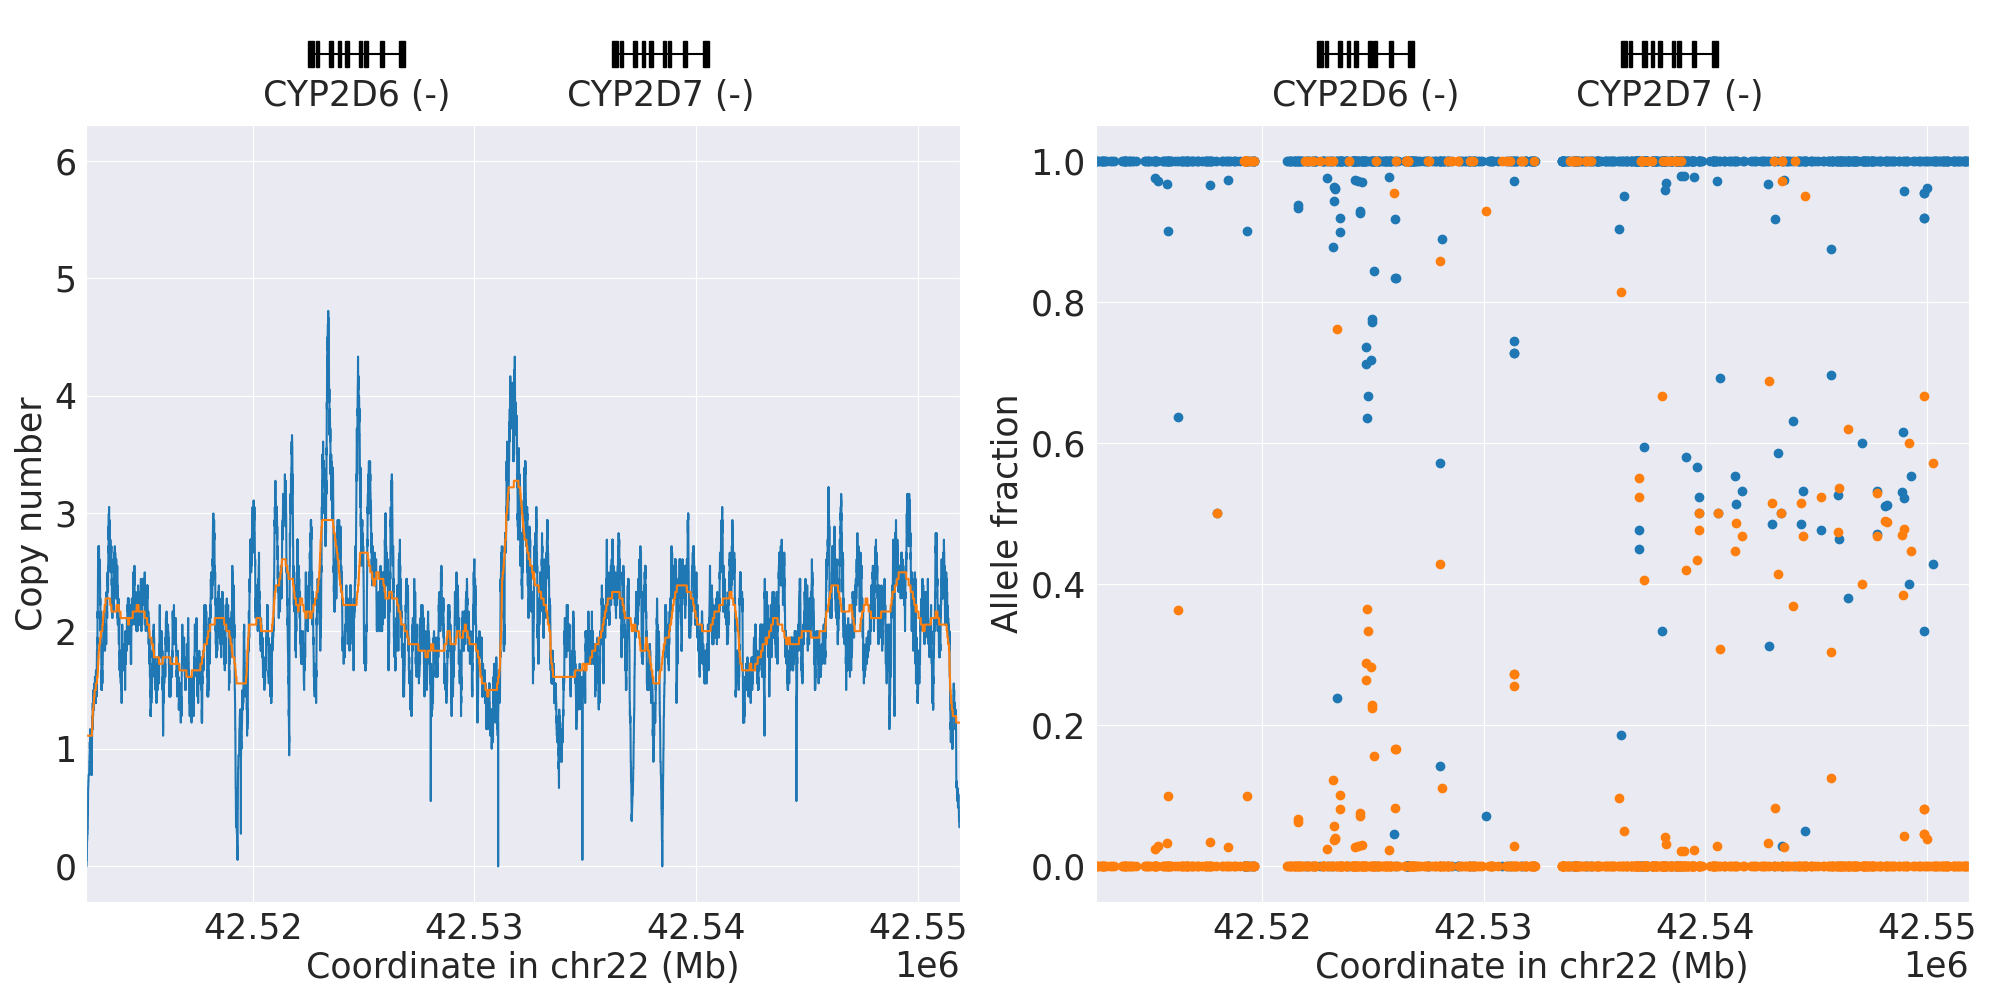 CYP2D6 (-) CYP2D7 (-)
6
5
4
3
2
1
0
Copy number
42.52 42.53 42.54 42.55
Coordinate in chr22 (Mb) 1e6
CYP2D6 (-) CYP2D7 (-)
1.0
0.8
0.6
0.4
0.2
0.0
Allele fraction
42.52 42.53 42.54 42.55
Coordinate in chr22 (Mb) 1e6